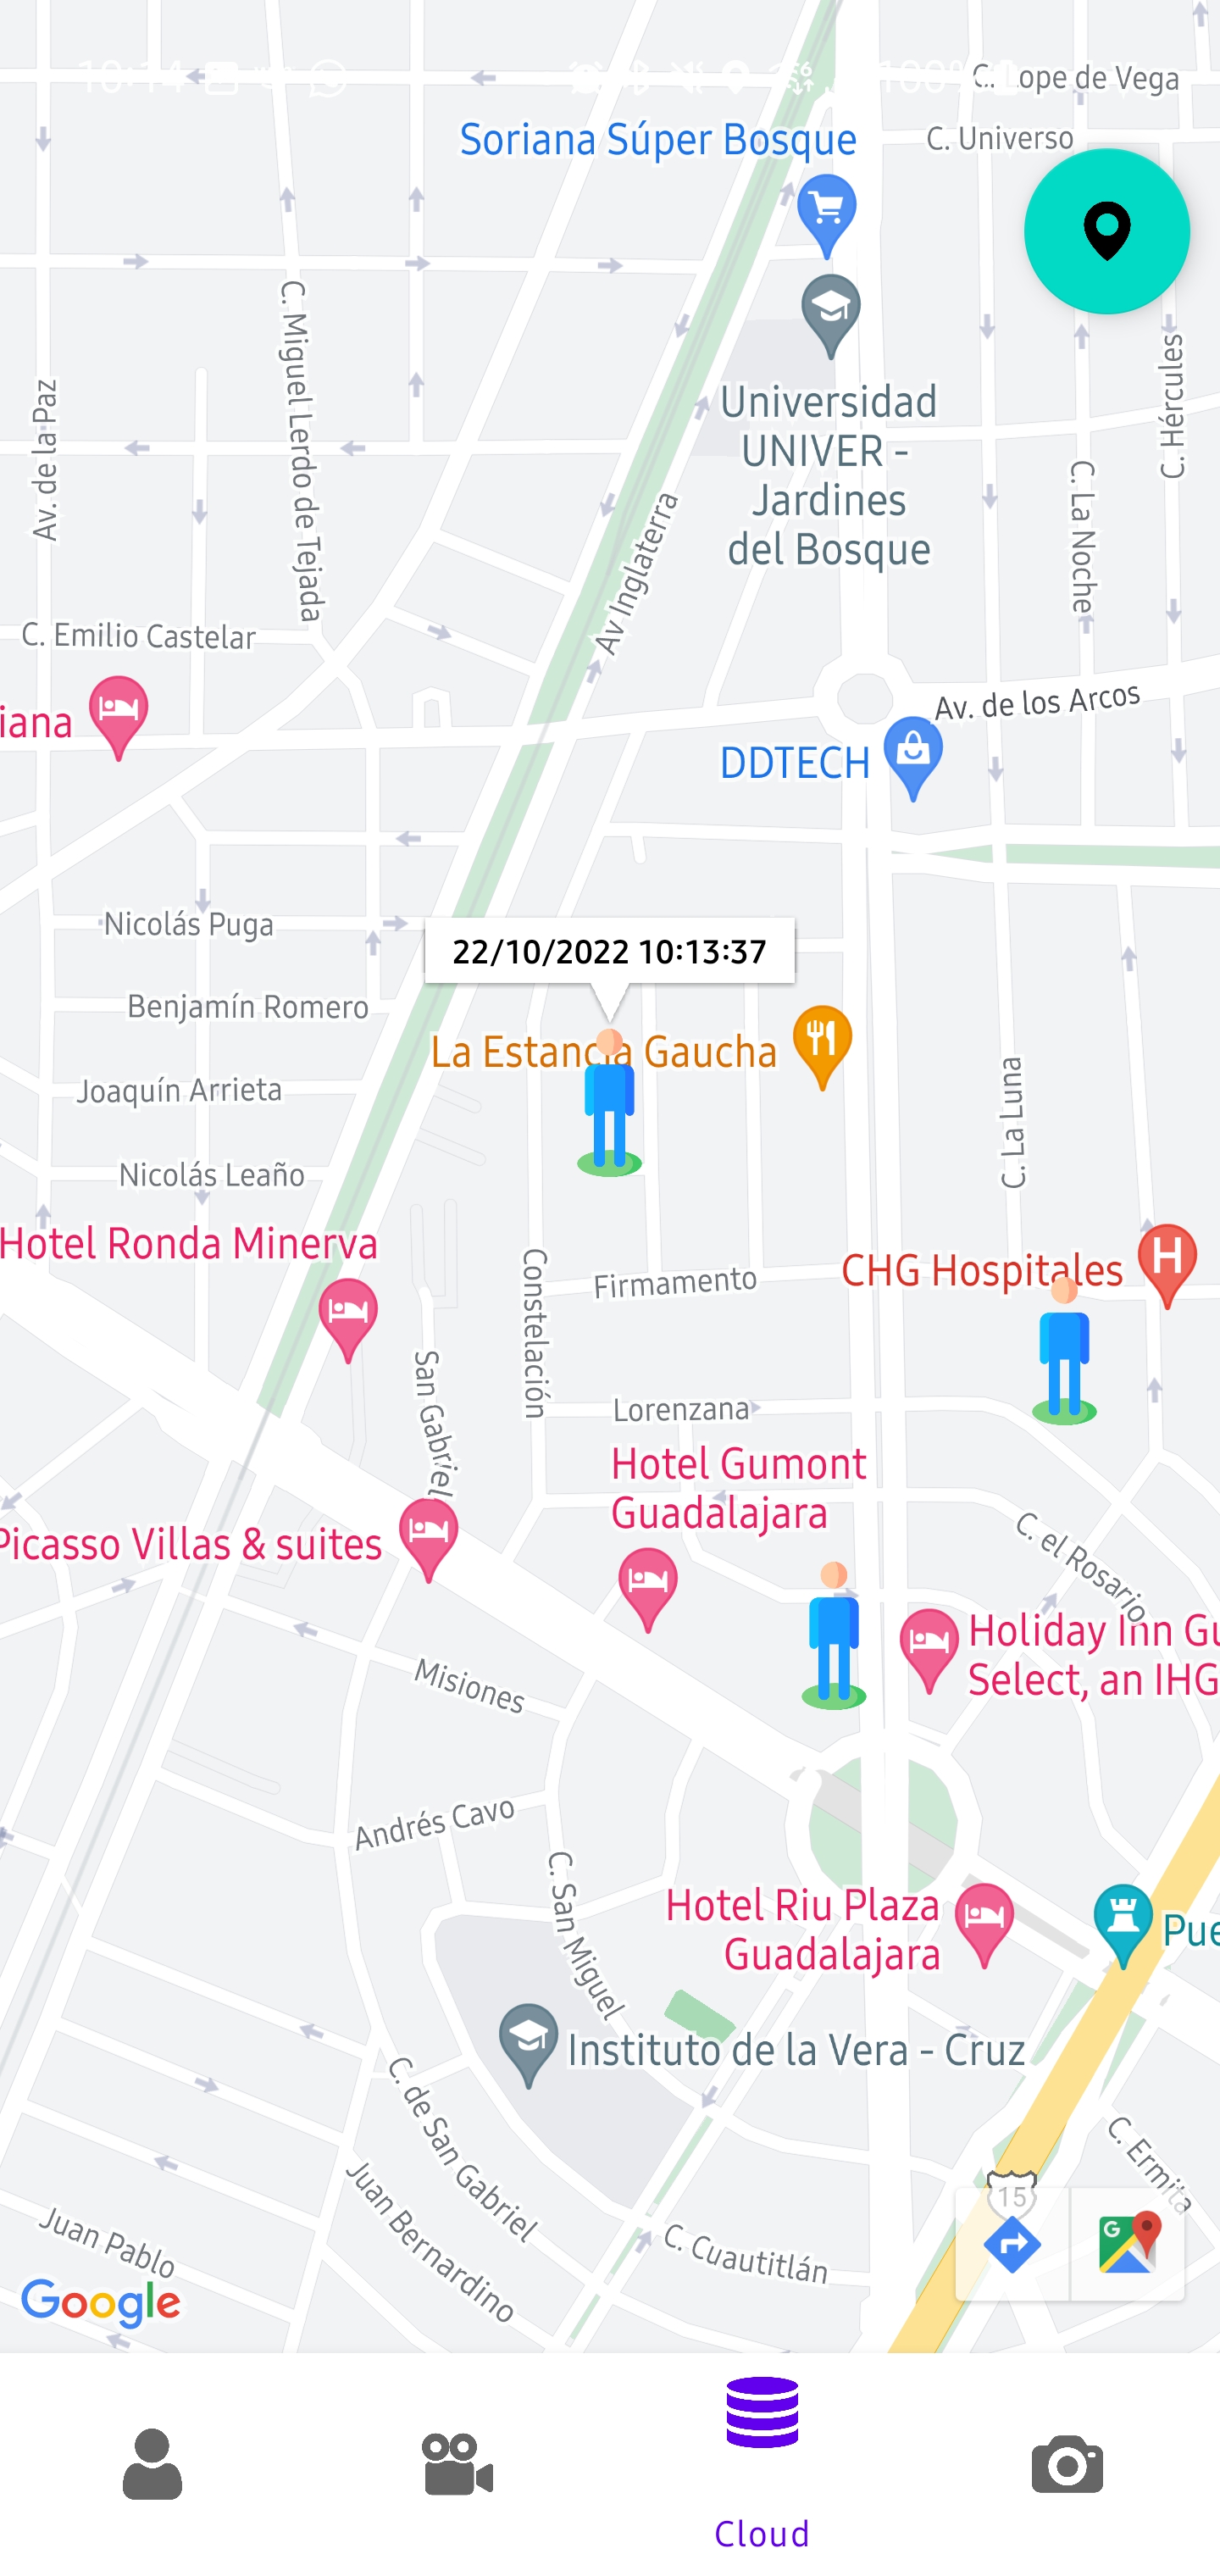 10:14
100%
C. Lope de Vega
Soriana Súper Bosque
C. Universo
Universidad
UNIVER -
Jardines
del Bosque
Av. de la Paz
C. Miguel Lerdo de Tejada
Av Inglaterra
C. La Noche
C. Hércules
C. Emilio Castelar
iana
Av. de los Arcos
DDTECH
Nicolás Puga
22/10/2022 10:13:37
Benjamín Romero
La Estancia Gaucha
Joaquín Arrieta
Nicolás Leaño
C. La Luna
Hotel Ronda Minerva
Constelación
Firmamento
CHG Hospitales
H
San Gabriel
Lorenzana
Hotel Gumont
Guadalajara
Picasso Villas & suites
C. el Rosario
Holiday Inn Gu
Select, an IHG
Misiones
Andrés Cavo
C. San Miguel
Hotel Riu Plaza
Guadalajara
Pue
Instituto de la Vera - Cruz
C. de San Gabriel
Juan Bernardino
C. Ermita
15
Juan Pablo
C. Cuautitlán
G
Google
Cloud